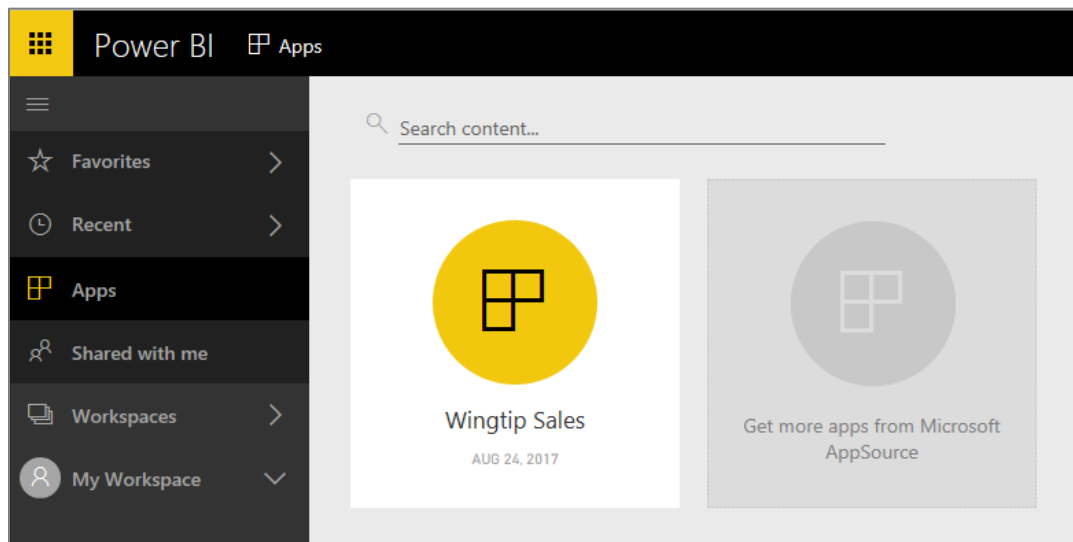 Power BI
Apps
Search content...
Favorites
Recent
Apps
Shared with me
Workspaces
My Workspace
Wingtip Sales
AUG 24, 2017
Get more apps from Microsoft
AppSource